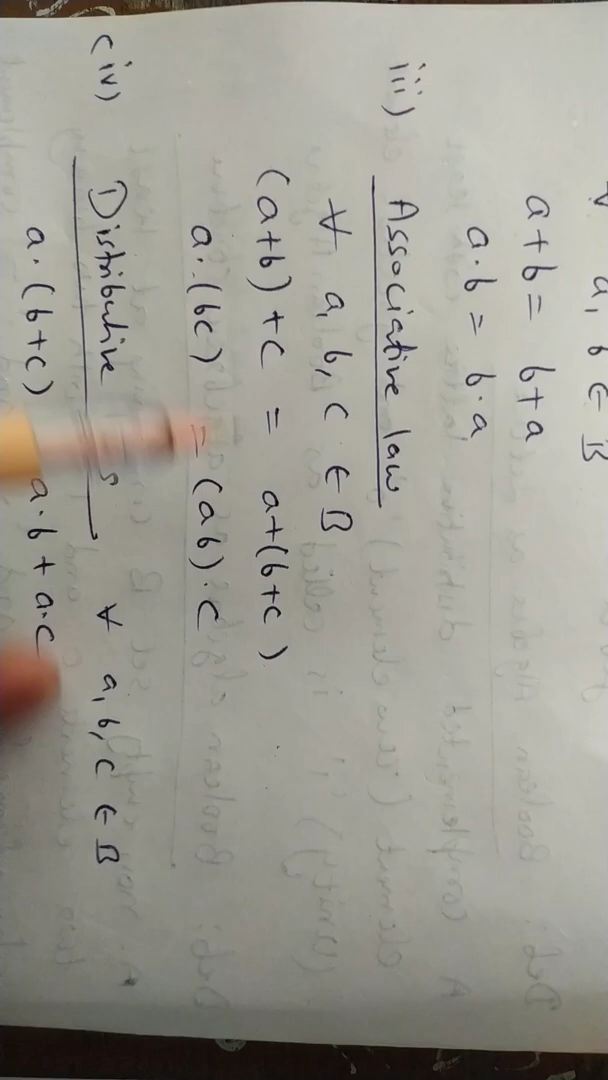 ∀ a, b ∈ B
a+b = b+a
a·b = b·a
iii) Associative law
∀ a, b, c ∈ B
(a+b)+c = a+(b+c)
a·(bc) = (ab)·c
(iv) Distributive ∀ a, b, c ∈ B
a·(b+c) a·b + a·c